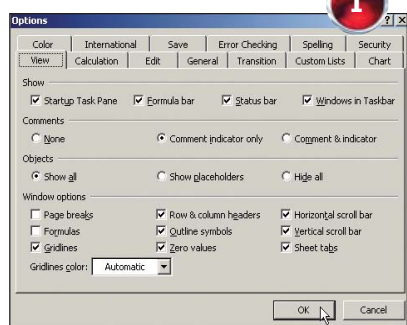 1
Options ? X
Color International Save Error Checking Spelling Security
View Calculation Edit General Transition Custom Lists Chart
Show
Startup Task Pane Formula bar Status bar Windows in Taskbar
Comments
None Comment indicator only Comment & indicator
Objects
Show all Show placeholders Hide all
Window options
Page breaks Row & column headers Horizontal scroll bar
Formulas Outline symbols Vertical scroll bar
Gridlines Zero values Sheet tabs
Gridlines color: Automatic
OK Cancel